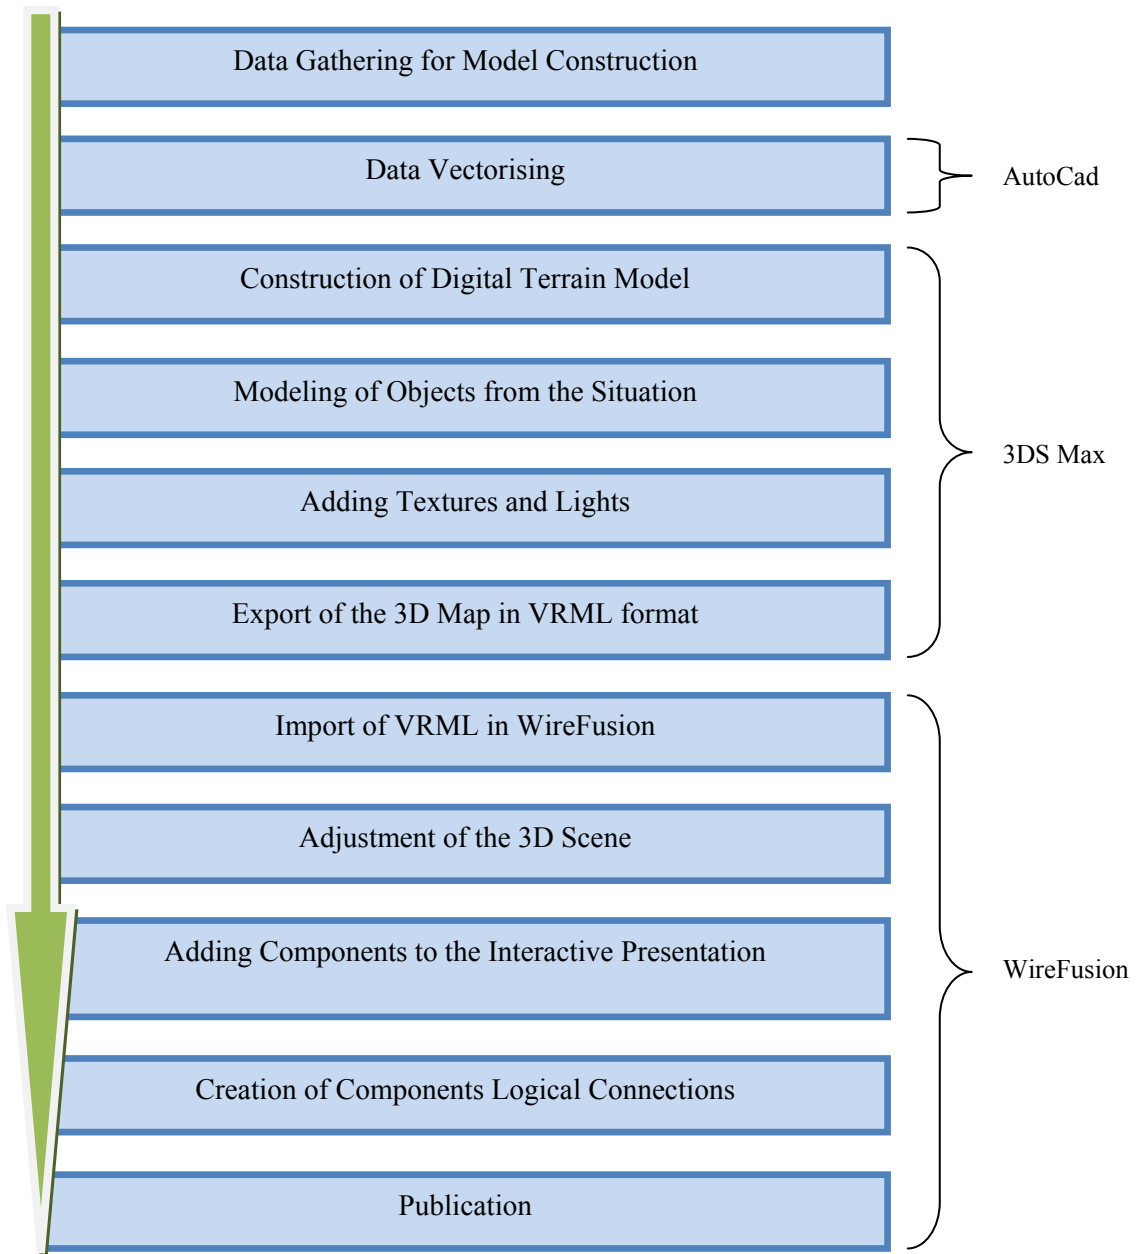 Data Gathering for Model Construction
Data Vectorising
AutoCad
Construction of Digital Terrain Model
Modeling of Objects from the Situation
3DS Max
Adding Textures and Lights
Export of the 3D Map in VRML format
Import of VRML in WireFusion
Adjustment of the 3D Scene
Adding Components to the Interactive Presentation
WireFusion
Creation of Components Logical Connections
Publication